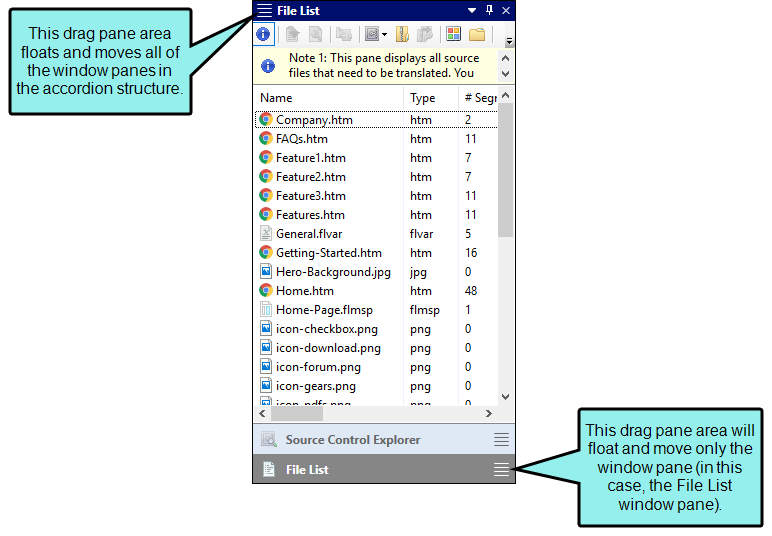 This drag pane area
floats and moves all of
the window panes in
the accordion structure.
File List
Note 1: This pane displays all source
files that need to be translated. You
Name Type # Segr
Company.htm htm 2
FAQs.htm htm 11
Feature1.htm htm 7
Feature2.htm htm 7
Feature3.htm htm 11
Features.htm htm 11
General.flvar flvar 5
Getting-Started.htm htm 16
Hero-Background.jpg jpg 0
Home.htm htm 48
Home-Page.flmsp flmsp 1
icon-checkbox.png png 0
icon-download.png png 0
icon-forum.png png 0
icon-gears.png png 0
icon-pdfs.png png 0
Source Control Explorer
File List
This drag pane area will
float and move only the
window pane (in this
case, the File List
window pane).